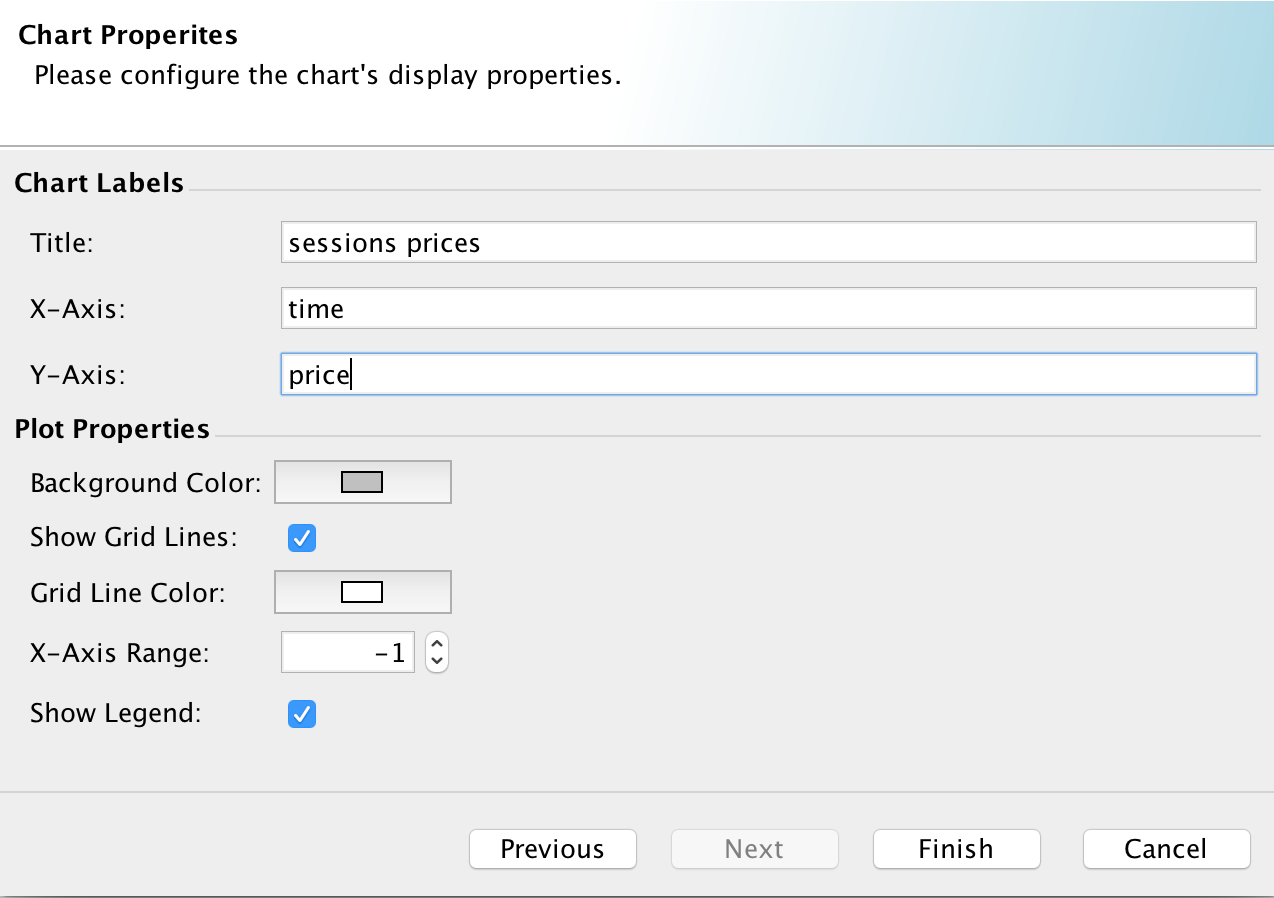 Chart Properites
Please configure the chart's display properties.
Chart Labels
Title: sessions prices
X-Axis: time
Y-Axis: price
Plot Properties
Background Color:
Show Grid Lines:
Grid Line Color:
X-Axis Range: -1
Show Legend:
Previous Next Finish Cancel